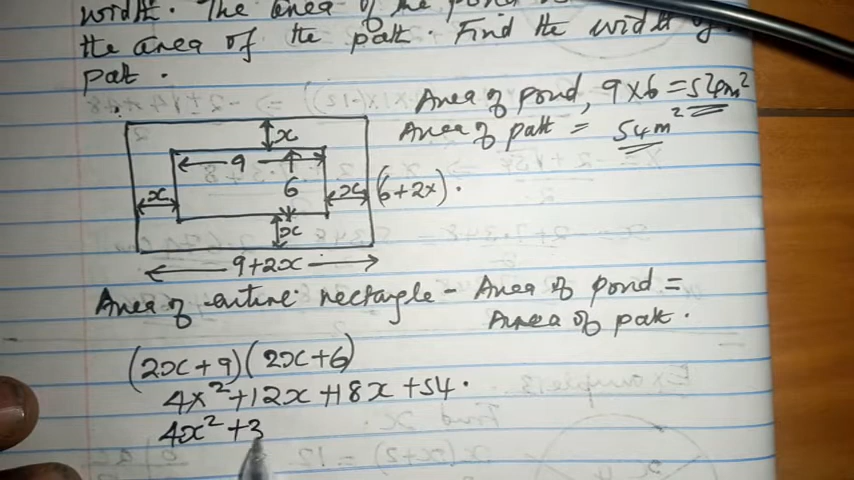 width. The area of the pond is
the area of the path. Find the width of
path.
Area of pond, 9 x 6 = 54m²
Area of path = 54m²
x
9
6
x
x
(6+2x).
x
9+2x
Area of entire rectangle - Area of pond =
Area of path.
(2x+9)(2x+6)
4x²+12x+18x+54.
4x²+3